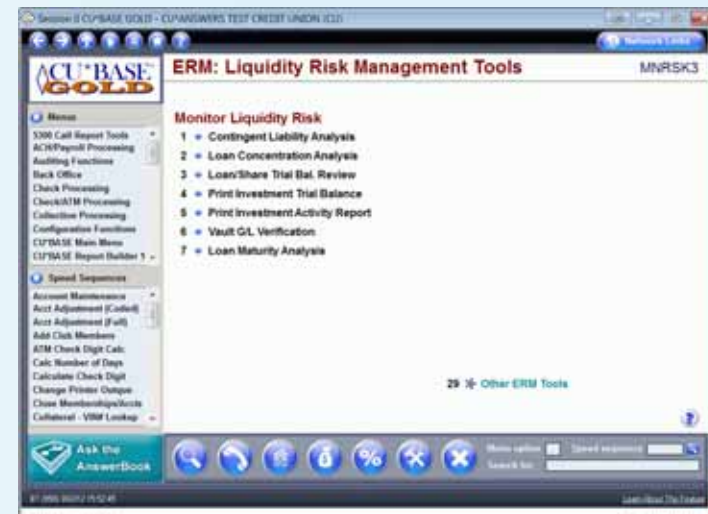 Session 0 CU*BASE GOLD - CU*ANSWERS TEST CREDIT UNION (CU)
Network Links
CU*BASE
GOLD
ERM: Liquidity Risk Management Tools
MNRSK3
Menus
5300 Call Report Tools
ACH/Payroll Processing
Auditing Functions
Back Office
Check Processing
Check/ATM Processing
Collection Processing
Configuration Functions
CU*BASE Main Menu
CU*BASE Report Builder
Speed Sequences
Account Maintenance
Acct Adjustment (Coded)
Acct Adjustment (Full)
Add Club Members
ATM Check Digit Calc
Calc Number of Days
Calculate Check Digit
Change Printer Outque
Close Memberships/Accts
Collateral - VIN# Lookup
Monitor Liquidity Risk
1 Contingent Liability Analysis
2 Loan Concentration Analysis
3 Loan/Share Trial Bal. Review
4 Print Investment Trial Balance
5 Print Investment Activity Report
6 Vault G/L Verification
7 Loan Maturity Analysis
29 Other ERM Tools
Ask the
AnswerBook
Menu option
Speed sequence
Search for
Learn About This Feature